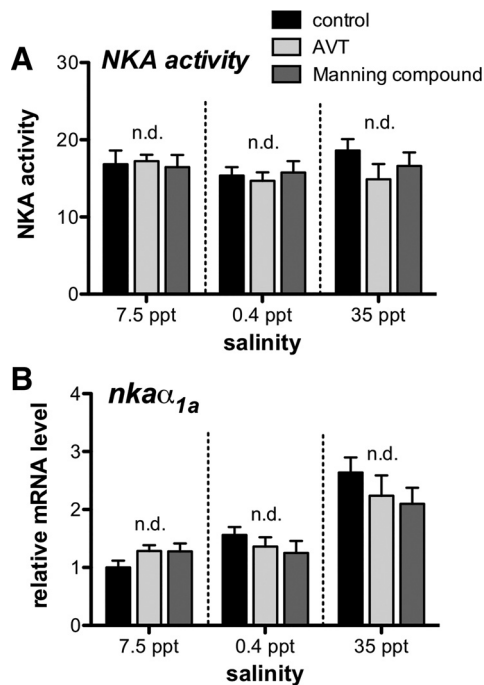 control
AVT
Manning compound
A
NKA activity
30
20
10
0
NKA activity
n.d.
n.d.
n.d.
7.5 ppt
0.4 ppt
35 ppt
salinity
B
nkaα1a
4
3
2
1
0
relative mRNA level
n.d.
n.d.
n.d.
7.5 ppt
0.4 ppt
35 ppt
salinity